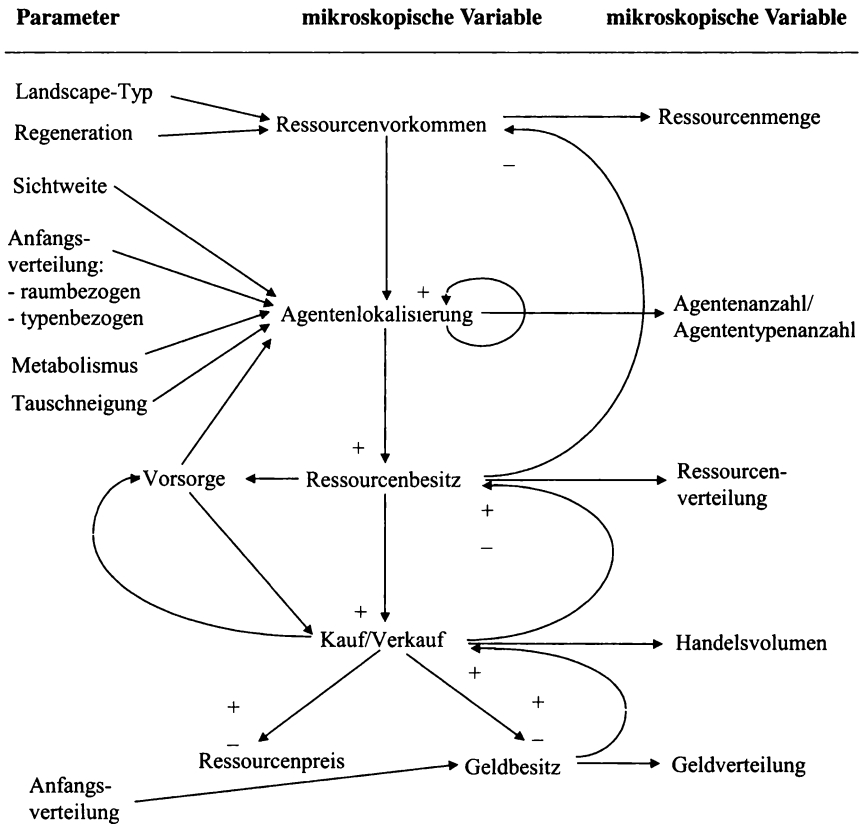 Parameter
mikroskopische Variable
mikroskopische Variable
Landscape-Typ
Regeneration
Ressourcenvorkommen
Ressourcenmenge
–
Sichtweite
Anfangs-
verteilung:
- raumbezogen
- typenbezogen
+
Agentenlokalisierung
Agentenanzahl/
Agententypenanzahl
Metabolismus
Tauschneigung
+
Vorsorge
Ressourcenbesitz
Ressourcen-
verteilung
+
–
+
Kauf/Verkauf
Handelsvolumen
+
+
–
+
–
Ressourcenpreis
Geldbesitz
Geldverteilung
Anfangs-
verteilung